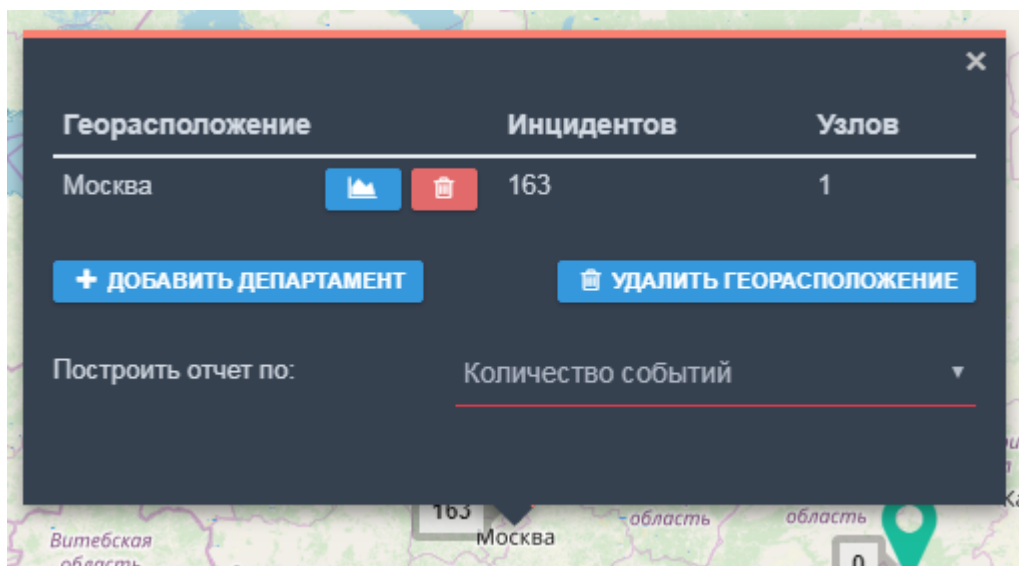 ×
Георасположение Инцидентов Узлов
Москва 163 1
+ ДОБАВИТЬ ДЕПАРТАМЕНТ УДАЛИТЬ ГЕОРАСПОЛОЖЕНИЕ
Построить отчет по: Количество событий
163
Москва
область
область
Витебская
область
0